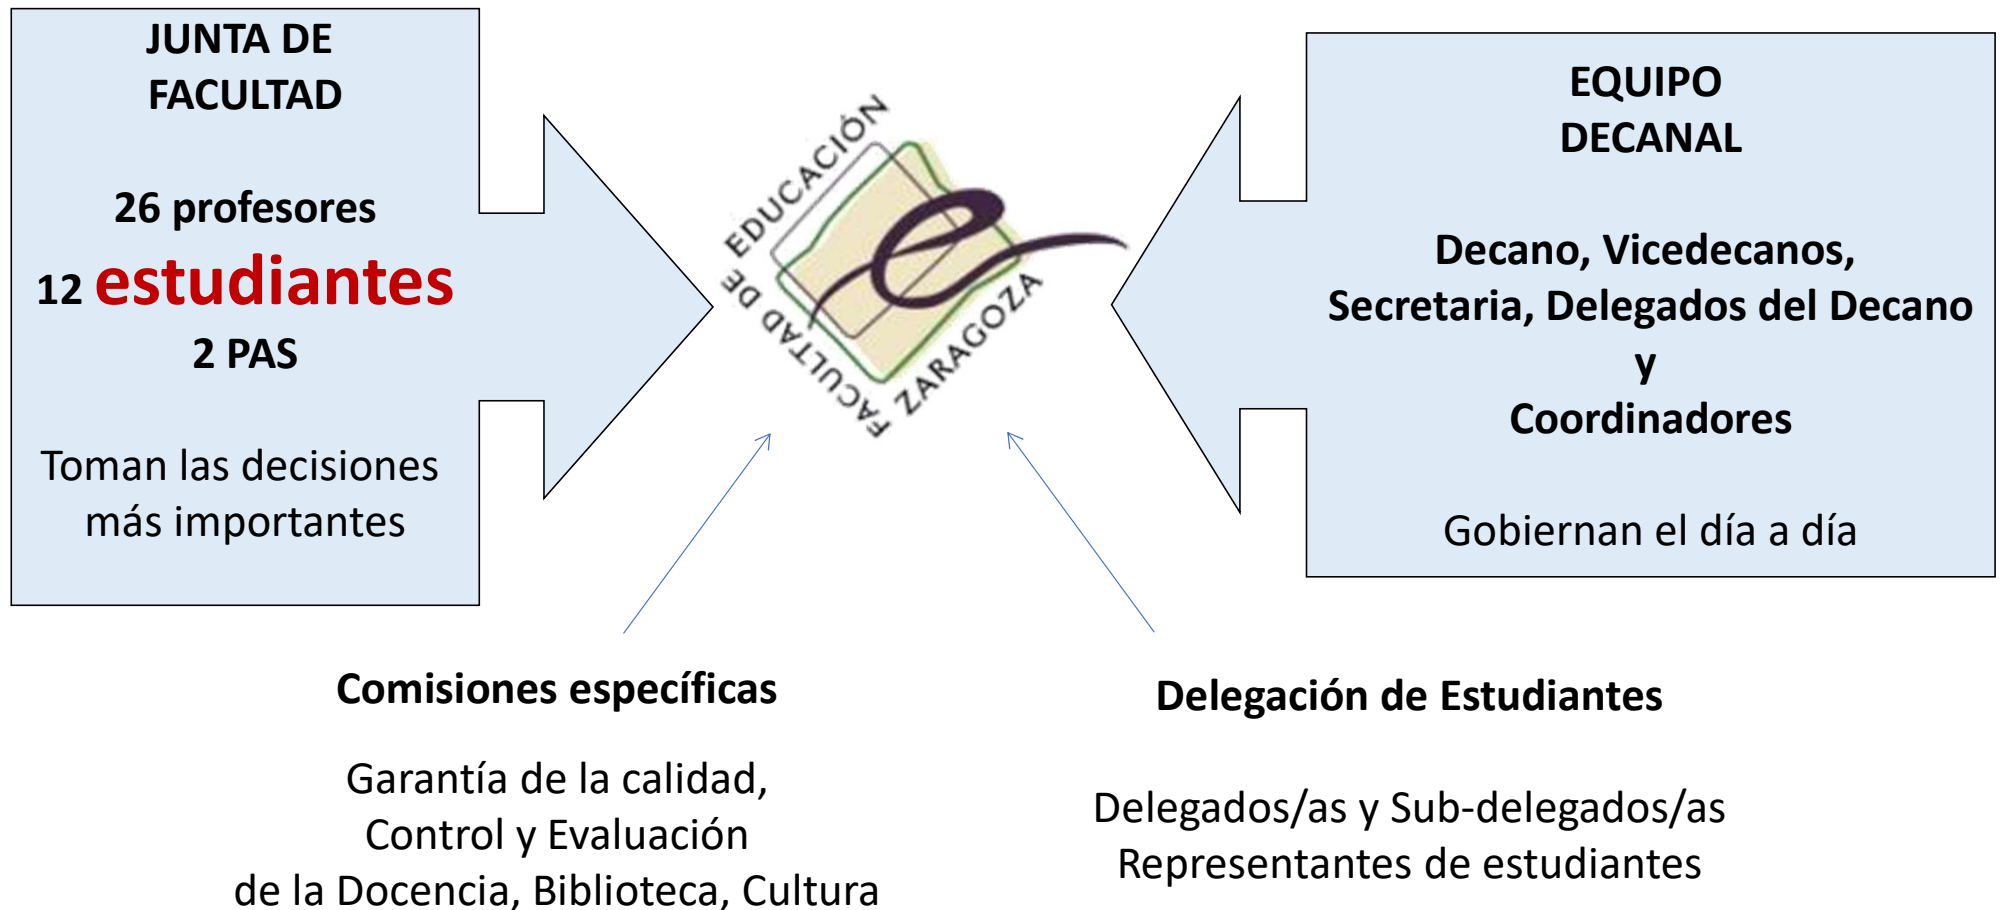 JUNTA DE
FACULTAD
26 profesores
12 estudiantes
2 PAS
Toman las decisiones
más importantes
FACULTAD DE EDUCACIÓN
ZARAGOZA
EQUIPO
DECANAL
Decano, Vicedecanos,
Secretaria, Delegados del Decano
y
Coordinadores
Gobiernan el día a día
Comisiones específicas
Garantía de la calidad,
Control y Evaluación
de la Docencia, Biblioteca, Cultura
Delegación de Estudiantes
Delegados/as y Sub-delegados/as
Representantes de estudiantes